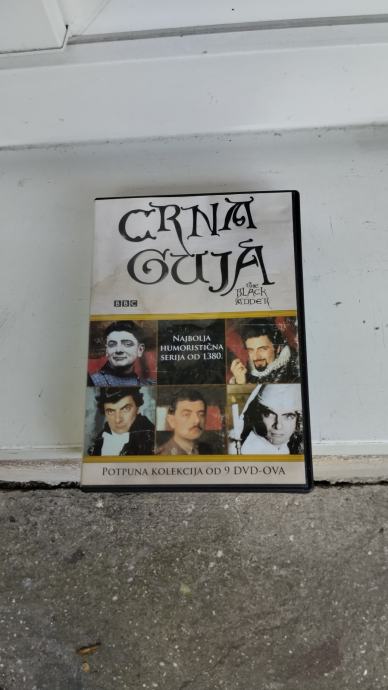 CRNA
GUJA
the
BLACK
ADDER
BBC
NAJBOLJA
HUMORISTIČNA
SERIJA OD 1380.
POTPUNA KOLEKCIJA OD 9 DVD-OVA